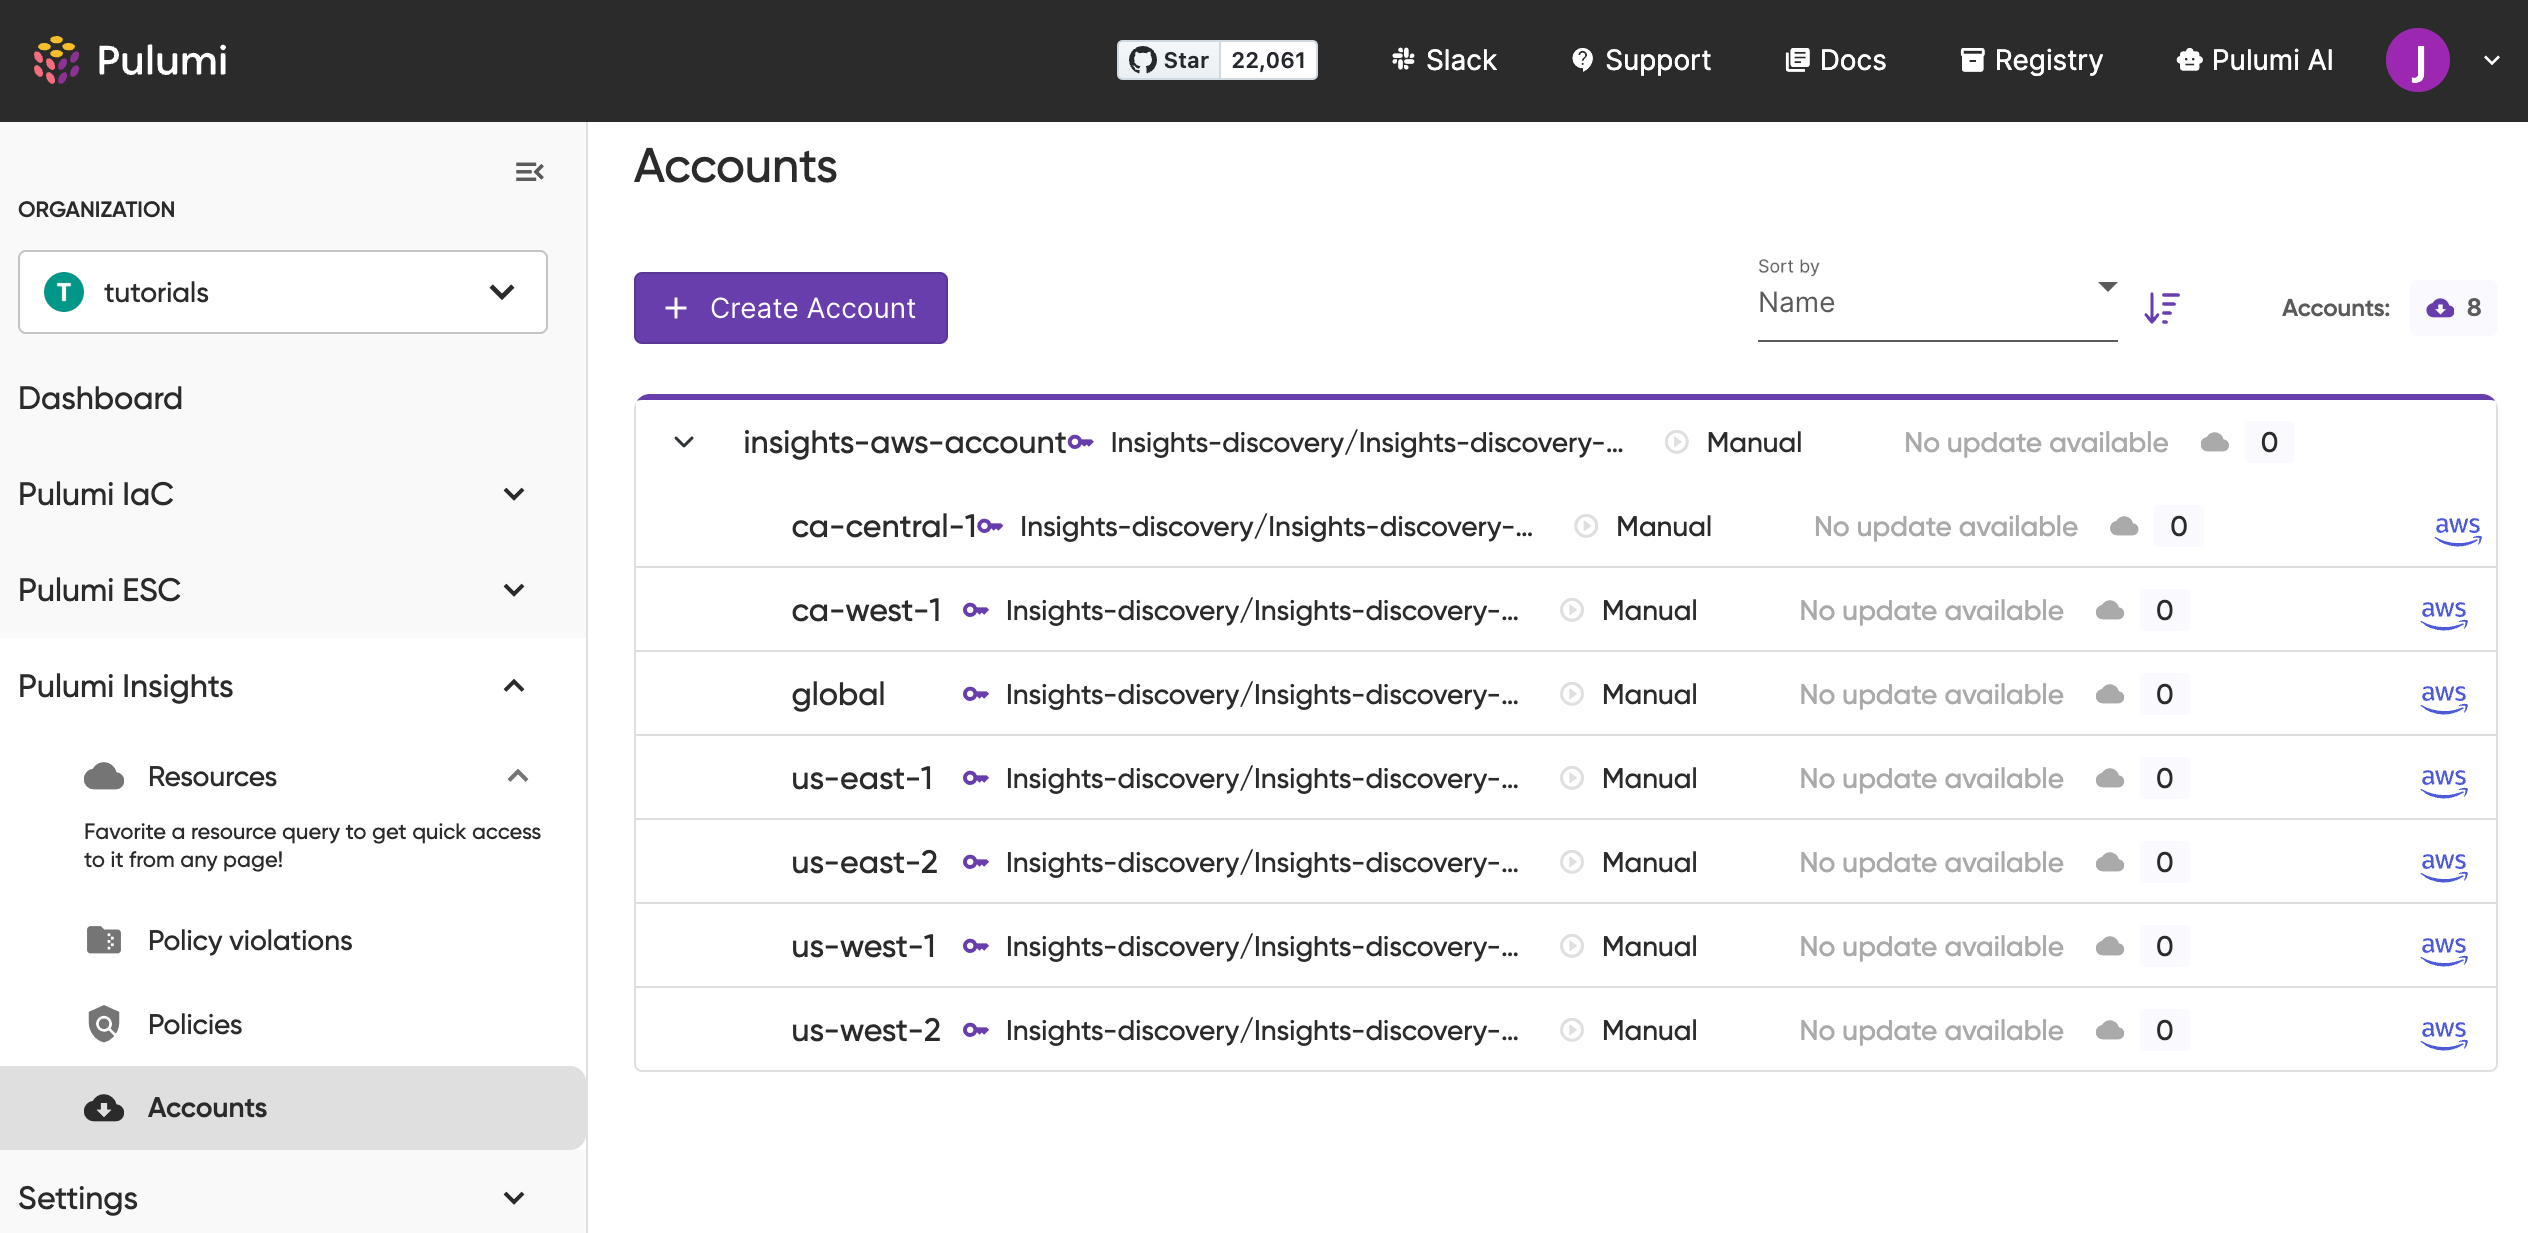 Pulumi
Star 22,061
Slack
Support
Docs
Registry
Pulumi AI
J
ORGANIZATION
T tutorials
Dashboard
Pulumi IaC
Pulumi ESC
Pulumi Insights
Resources
Favorite a resource query to get quick access
to it from any page!
Policy violations
Policies
Accounts
Settings
Accounts
+ Create Account
Sort by
Name
Accounts: 8
insights-aws-account Insights-discovery/Insights-discovery-... Manual No update available 0
ca-central-1 Insights-discovery/Insights-discovery-... Manual No update available 0 aws
ca-west-1 Insights-discovery/Insights-discovery-... Manual No update available 0 aws
global Insights-discovery/Insights-discovery-... Manual No update available 0 aws
us-east-1 Insights-discovery/Insights-discovery-... Manual No update available 0 aws
us-east-2 Insights-discovery/Insights-discovery-... Manual No update available 0 aws
us-west-1 Insights-discovery/Insights-discovery-... Manual No update available 0 aws
us-west-2 Insights-discovery/Insights-discovery-... Manual No update available 0 aws